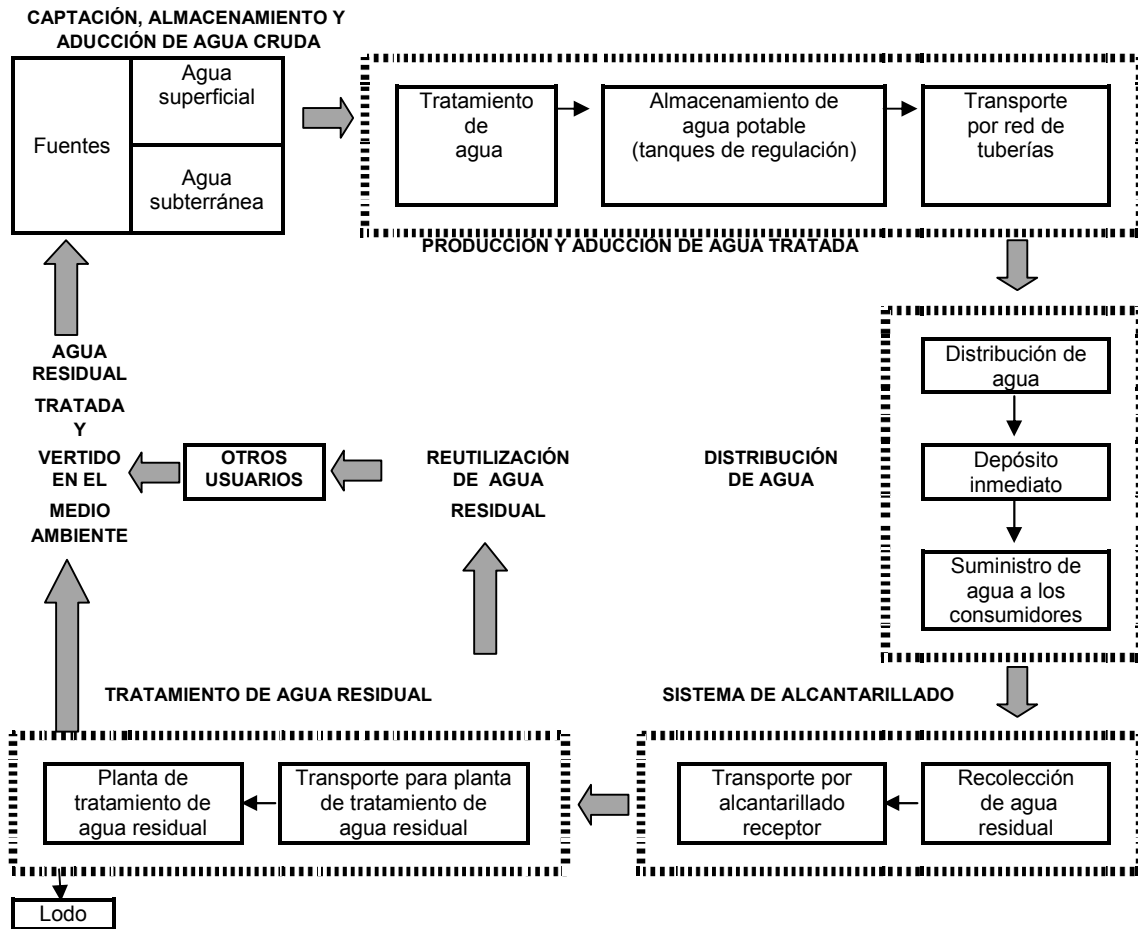 CAPTACIÓN, ALMACENAMIENTO Y
ADUCCIÓN DE AGUA CRUDA
Fuentes
Agua
superficial
Agua
subterránea
Tratamiento
de
agua
Almacenamiento de
agua potable
(tanques de regulación)
Transporte
por red de
tuberías
PRODUCCION Y ADUCCIÓN DE AGUA TRATADA
Distribución de
agua
Depósito
inmediato
Suministro de
agua a los
consumidores
DISTRIBUCIÓN
DE AGUA
REUTILIZACIÓN
DE AGUA
RESIDUAL
OTROS
USUARIOS
AGUA
RESIDUAL
TRATADA
Y
VERTIDO
EN EL
MEDIO
AMBIENTE
TRATAMIENTO DE AGUA RESIDUAL
SISTEMA DE ALCANTARILLADO
Planta de
tratamiento de
agua residual
Transporte para planta
de tratamiento de
agua residual
Transporte por
alcantarillado
receptor
Recolección
de agua
residual
Lodo